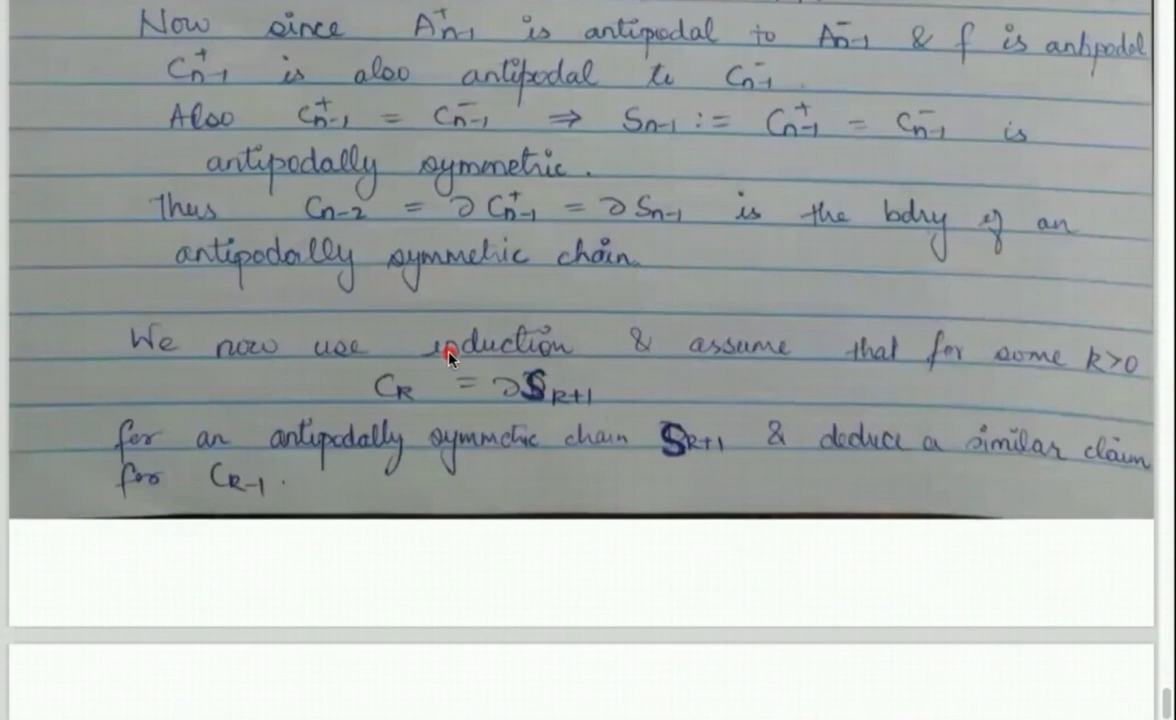 Now since A⁺ₙ₋₁ is antipodal to A⁻ₙ₋₁ & f is antipodal
C⁺ₙ₋₁ is also antipodal to C⁻ₙ₋₁.
Also C⁺ₙ₋₁ = C⁻ₙ₋₁ ⇒ Sₙ₋₁ := C⁺ₙ₋₁ = C⁻ₙ₋₁ is
antipodally symmetric.
Thus Cₙ₋₂ = ∂C⁺ₙ₋₁ = ∂Sₙ₋₁ is the bdry of an
antipodally symmetric chain.
We now use induction & assume that for some k>0
Cₖ = ∂Sₖ₊₁
for an antipodally symmetric chain Sₖ₊₁ & deduce a similar claim
for Cₖ₋₁.